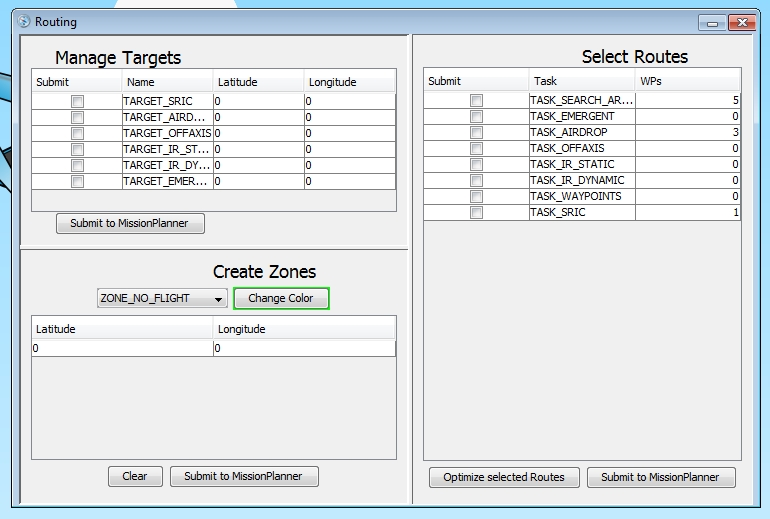 Routing
Manage Targets
Submit Name Latitude Longitude
TARGET_SRIC 0 0
TARGET_AIRD... 0 0
TARGET_OFFAXIS 0 0
TARGET_IR_ST... 0 0
TARGET_IR_DY... 0 0
TARGET_EMER... 0 0
Submit to MissionPlanner
Create Zones
ZONE_NO_FLIGHT Change Color
Latitude Longitude
0 0
Clear Submit to MissionPlanner
Select Routes
Submit Task WPs
TASK_SEARCH_AR... 5
TASK_EMERGENT 0
TASK_AIRDROP 3
TASK_OFFAXIS 0
TASK_IR_STATIC 0
TASK_IR_DYNAMIC 0
TASK_WAYPOINTS 0
TASK_SRIC 1
Optimize selected Routes Submit to MissionPlanner